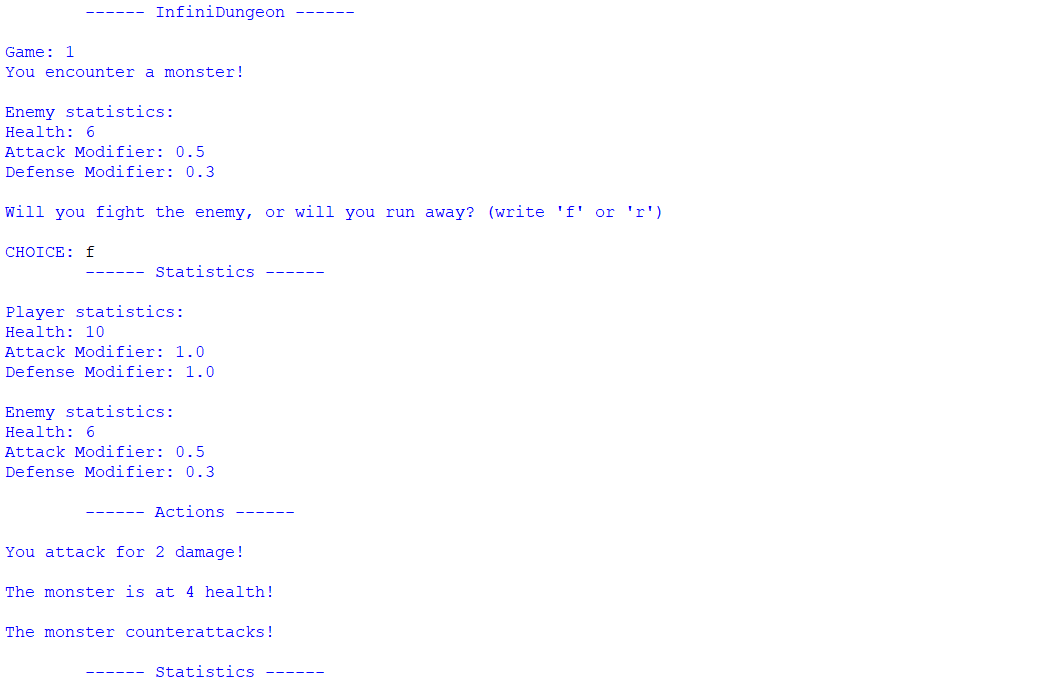 ------ InfiniDungeon ------
Game: 1
You encounter a monster!
Enemy statistics:
Health: 6
Attack Modifier: 0.5
Defense Modifier: 0.3
Will you fight the enemy, or will you run away? (write 'f' or 'r')
CHOICE: f
------ Statistics ------
Player statistics:
Health: 10
Attack Modifier: 1.0
Defense Modifier: 1.0
Enemy statistics:
Health: 6
Attack Modifier: 0.5
Defense Modifier: 0.3
------ Actions ------
You attack for 2 damage!
The monster is at 4 health!
The monster counterattacks!
------ Statistics ------